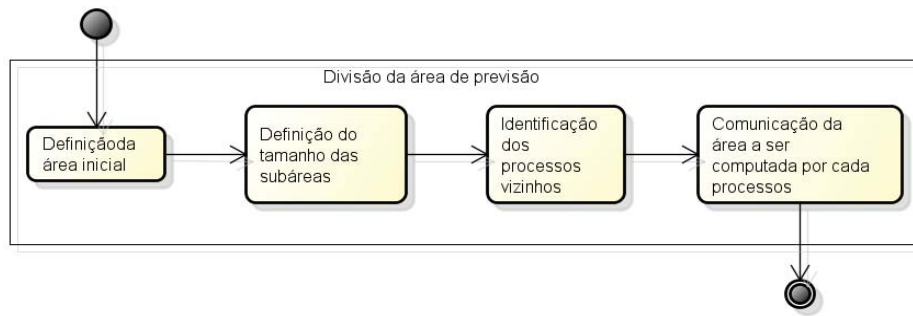 Divisão da área de previsão
Definiçãoda
área inicial
Definição do
tamanho das
subáreas
Identificação
dos
processos
vizinhos
Comunicação da
área a ser
computada por cada
processos